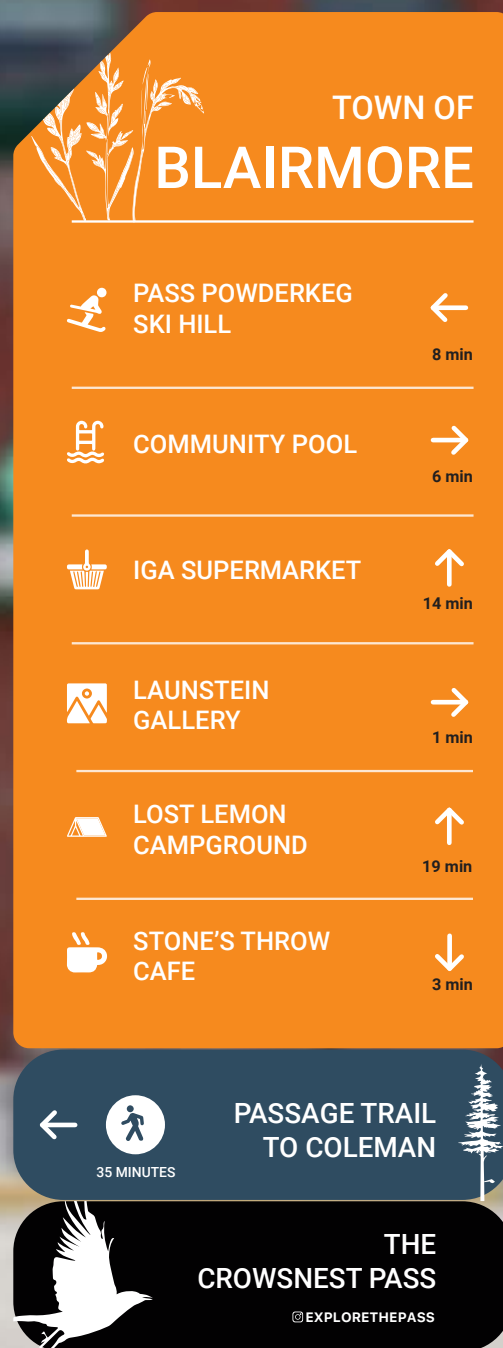 TOWN OF
BLAIRMORE
PASS POWDERKEG
SKI HILL
8 min
COMMUNITY POOL
6 min
IGA SUPERMARKET
14 min
LAUNSTEIN
GALLERY
1 min
LOST LEMON
CAMPGROUND
19 min
STONE'S THROW
CAFE
3 min
PASSAGE TRAIL
TO COLEMAN
35 MINUTES
THE
CROWSNEST PASS
EXPLORETHEPASS